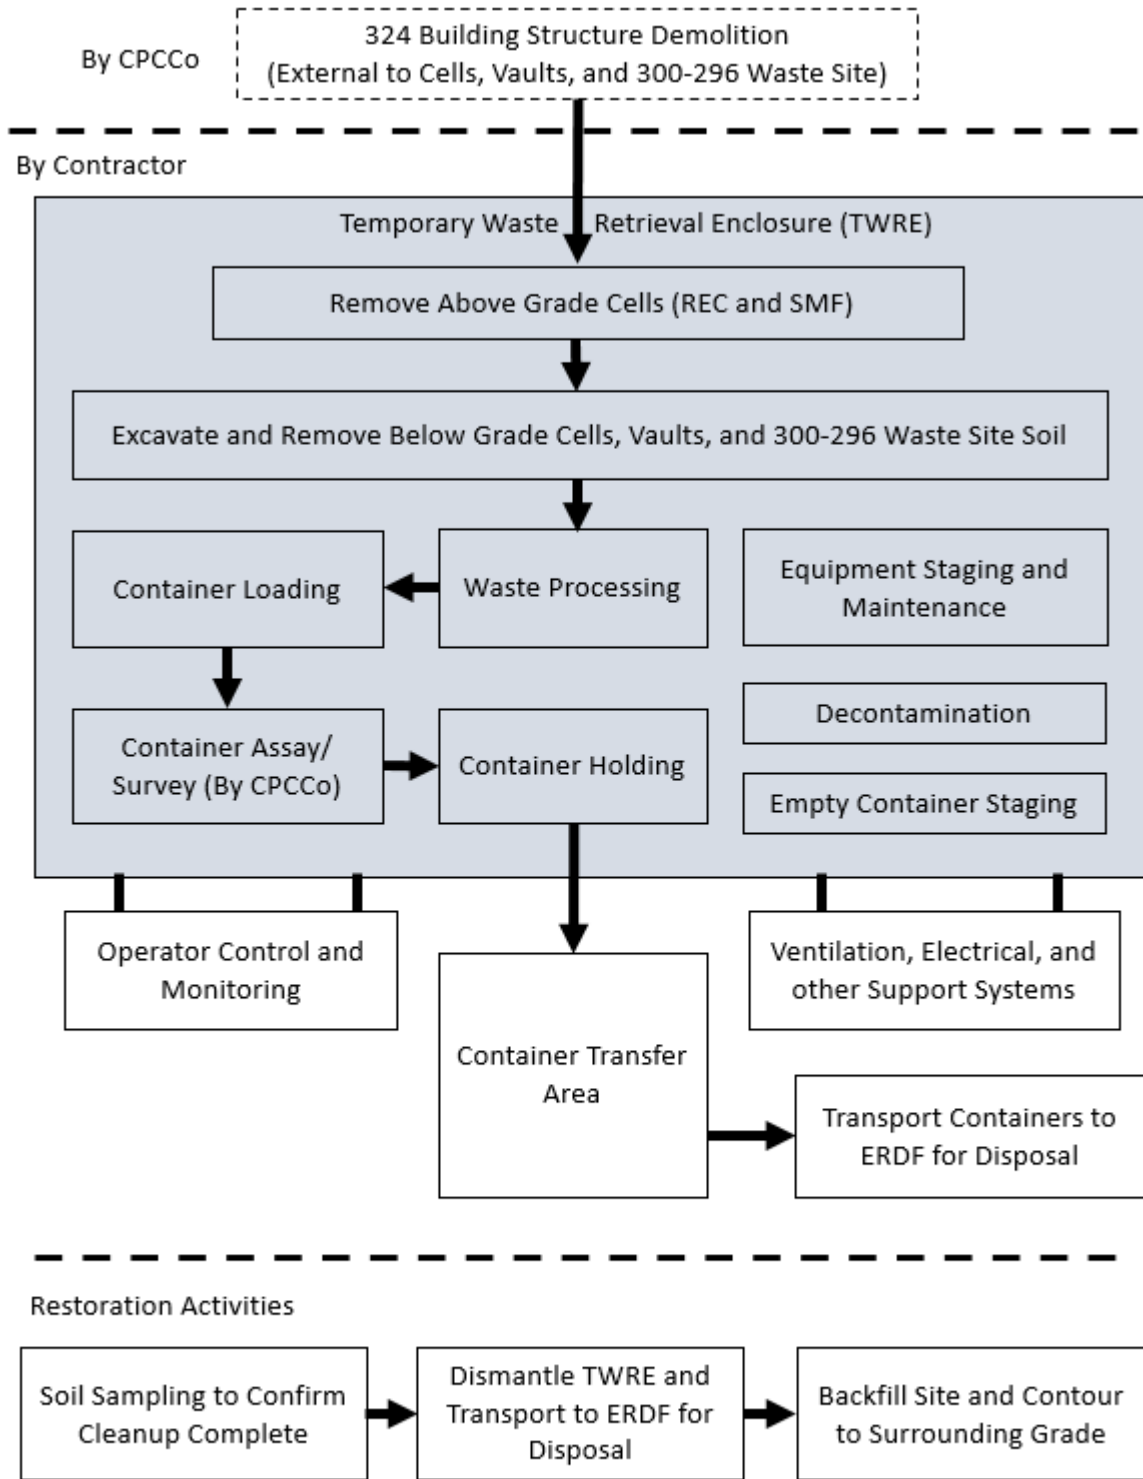 324 Building Structure Demolition
By CPCCo
(External to Cells, Vaults, and 300-296 Waste Site)
By Contractor
Temporary Waste Retrieval Enclosure (TWRE)
Remove Above Grade Cells (REC and SMF)
Excavate and Remove Below Grade Cells, Vaults, and 300-296 Waste Site Soil
Container Loading
Waste Processing
Equipment Staging and
Maintenance
Decontamination
Container Assay/
Survey (By CPCCo)
Container Holding
Empty Container Staging
Operator Control and
Monitoring
Ventilation, Electrical, and
other Support Systems
Container Transfer
Area
Transport Containers to
ERDF for Disposal
Restoration Activities
Soil Sampling to Confirm
Cleanup Complete
Dismantle TWRE and
Transport to ERDF for
Disposal
Backfill Site and Contour
to Surrounding Grade